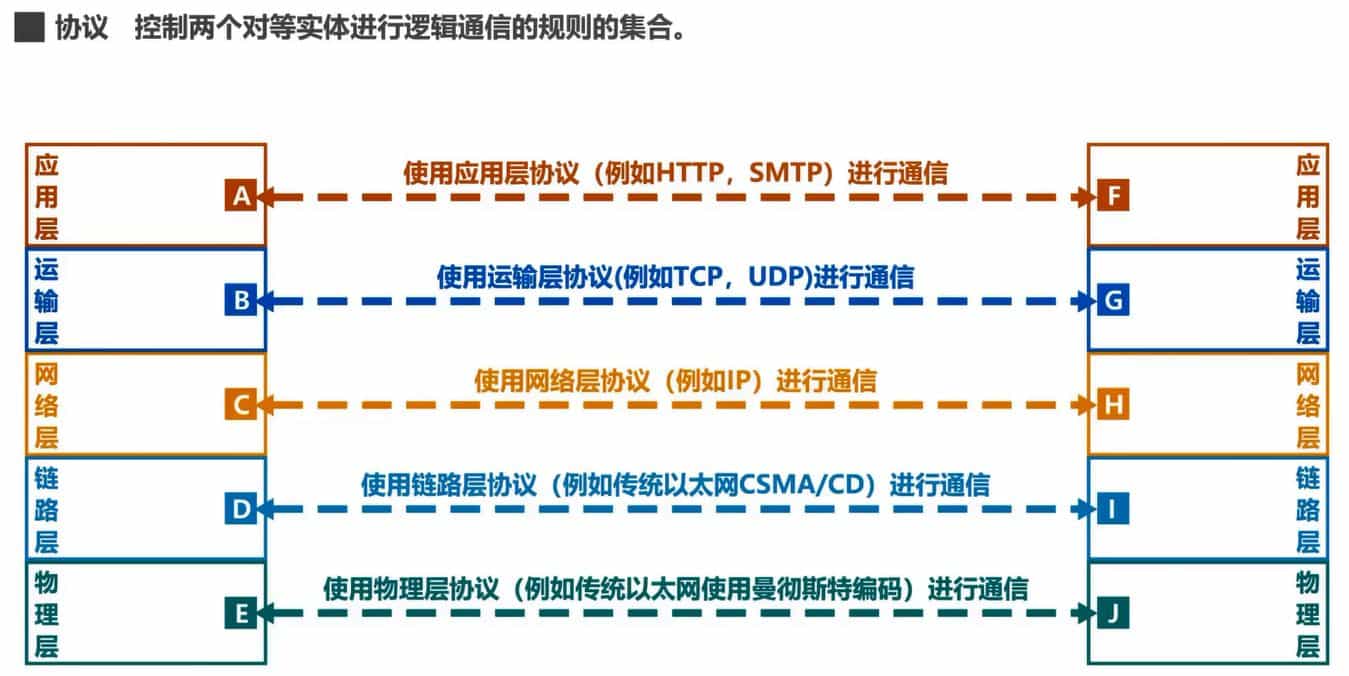 协议 控制两个对等实体进行逻辑通信的规则的集合。
应用层
A
使用应用层协议（例如HTTP，SMTP）进行通信
F
应用层
运输层
B
使用运输层协议(例如TCP，UDP)进行通信
G
运输层
网络层
C
使用网络层协议（例如IP）进行通信
H
网络层
链路层
D
使用链路层协议（例如传统以太网CSMA/CD）进行通信
I
链路层
物理层
E
使用物理层协议（例如传统以太网使用曼彻斯特编码）进行通信
J
物理层